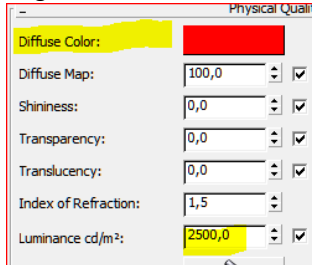 Physical Qualit
Diffuse Color:
Diffuse Map: 100,0
Shininess: 0,0
Transparency: 0,0
Translucency: 0,0
Index of Refraction: 1,5
Luminance cd/m²: 2500,0